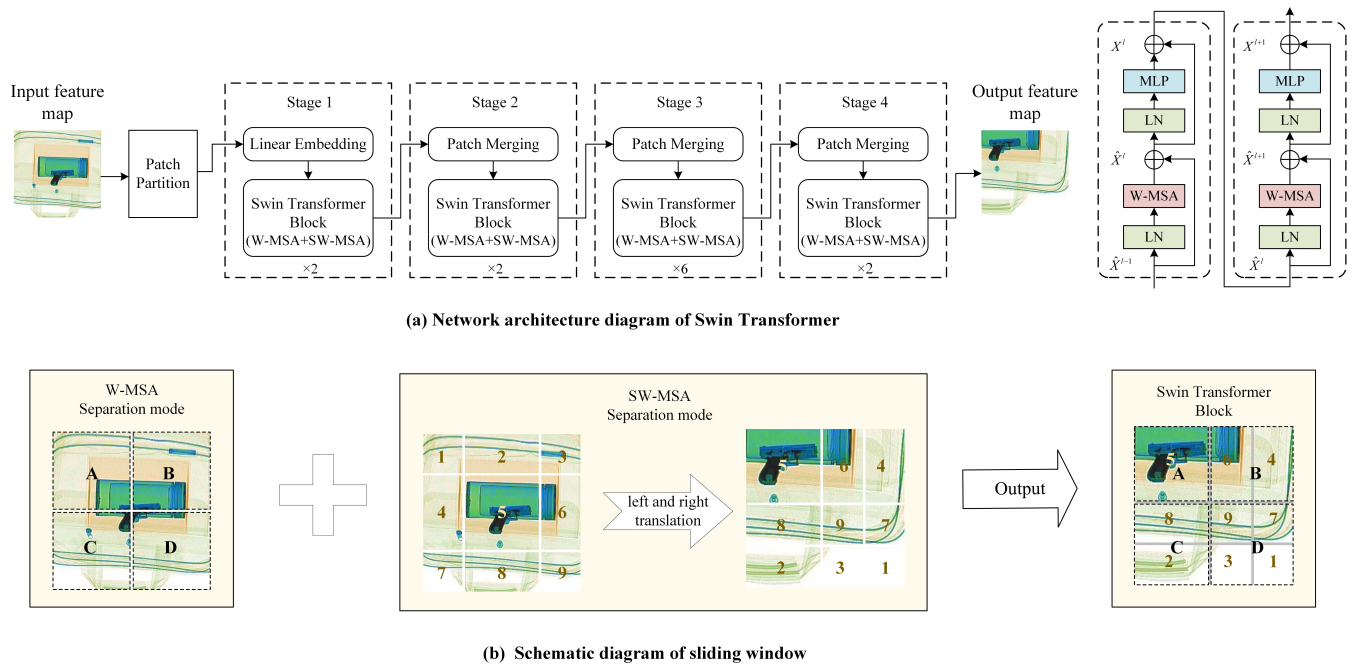 Input feature
map
Patch
Partition
Stage 1
Linear Embedding
Swin Transformer
Block
(W-MSA+SW-MSA)
×2
Stage 2
Patch Merging
Swin Transformer
Block
(W-MSA+SW-MSA)
×2
Stage 3
Patch Merging
Swin Transformer
Block
(W-MSA+SW-MSA)
×6
Stage 4
Patch Merging
Swin Transformer
Block
(W-MSA+SW-MSA)
×2
Output feature
map
X^l
MLP
LN
X̂^l
W-MSA
LN
X̂^{l-1}
X^{l+1}
MLP
LN
X̂^{l+1}
W-MSA
LN
X̂^l
(a) Network architecture diagram of Swin Transformer
W-MSA
Separation mode
A B
C D
SW-MSA
Separation mode
1 2 3
4 5 6
7 8 9
left and right
translation
5 6 4
8 9 7
2 3 1
Output
Swin Transformer
Block
5 A 6 B 4
8 9 7
C D
2 3 1
(b) Schematic diagram of sliding window